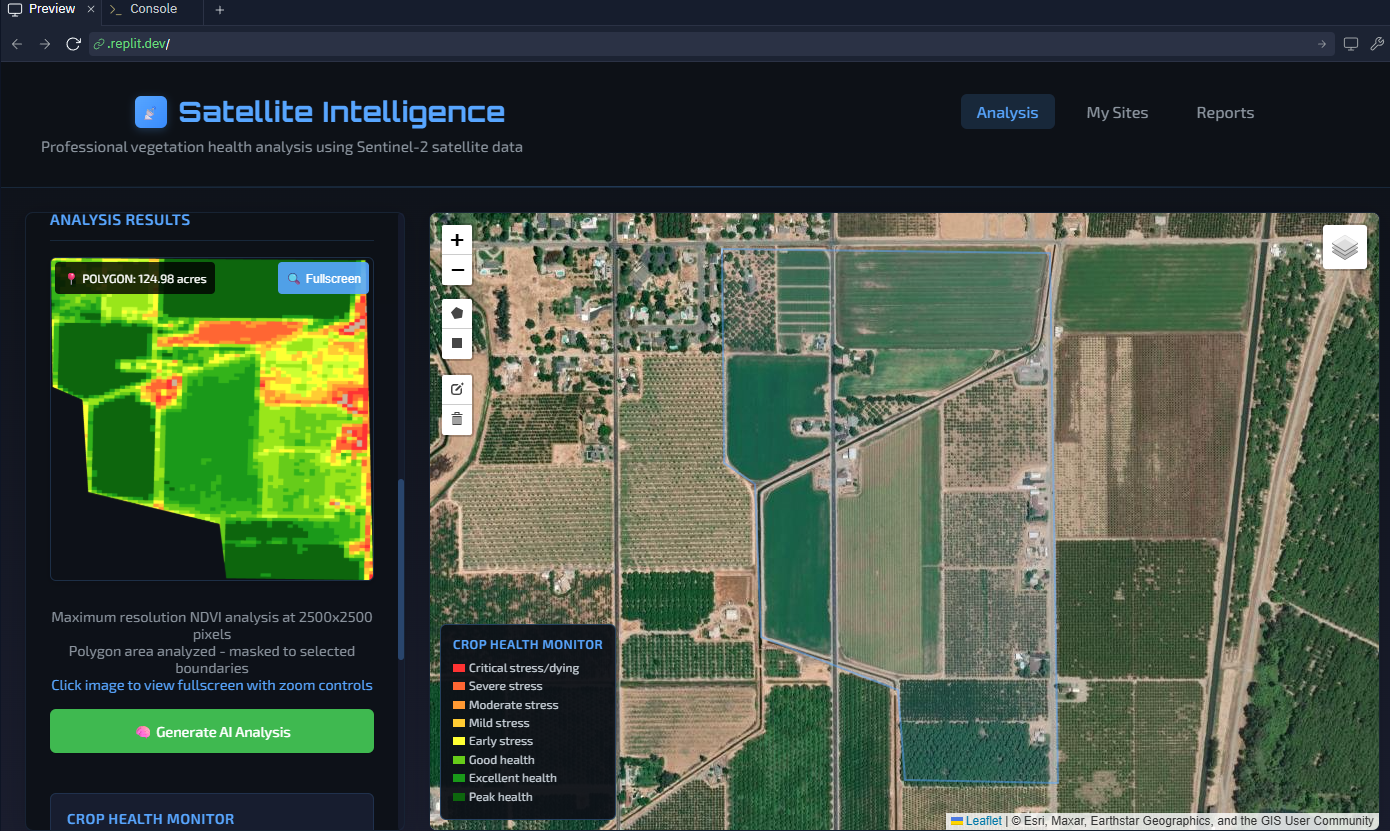 Preview
Console
.replit.dev/
Satellite Intelligence
Professional vegetation health analysis using Sentinel-2 satellite data
Analysis
My Sites
Reports
ANALYSIS RESULTS
POLYGON: 124.98 acres
Fullscreen
Maximum resolution NDVI analysis at 2500x2500
pixels
Polygon area analyzed - masked to selected
boundaries
Click image to view fullscreen with zoom controls
Generate AI Analysis
CROP HEALTH MONITOR
+
−
CROP HEALTH MONITOR
Critical stress/dying
Severe stress
Moderate stress
Mild stress
Early stress
Good health
Excellent health
Peak health
Leaflet | © Esri, Maxar, Earthstar Geographics, and the GIS User Community